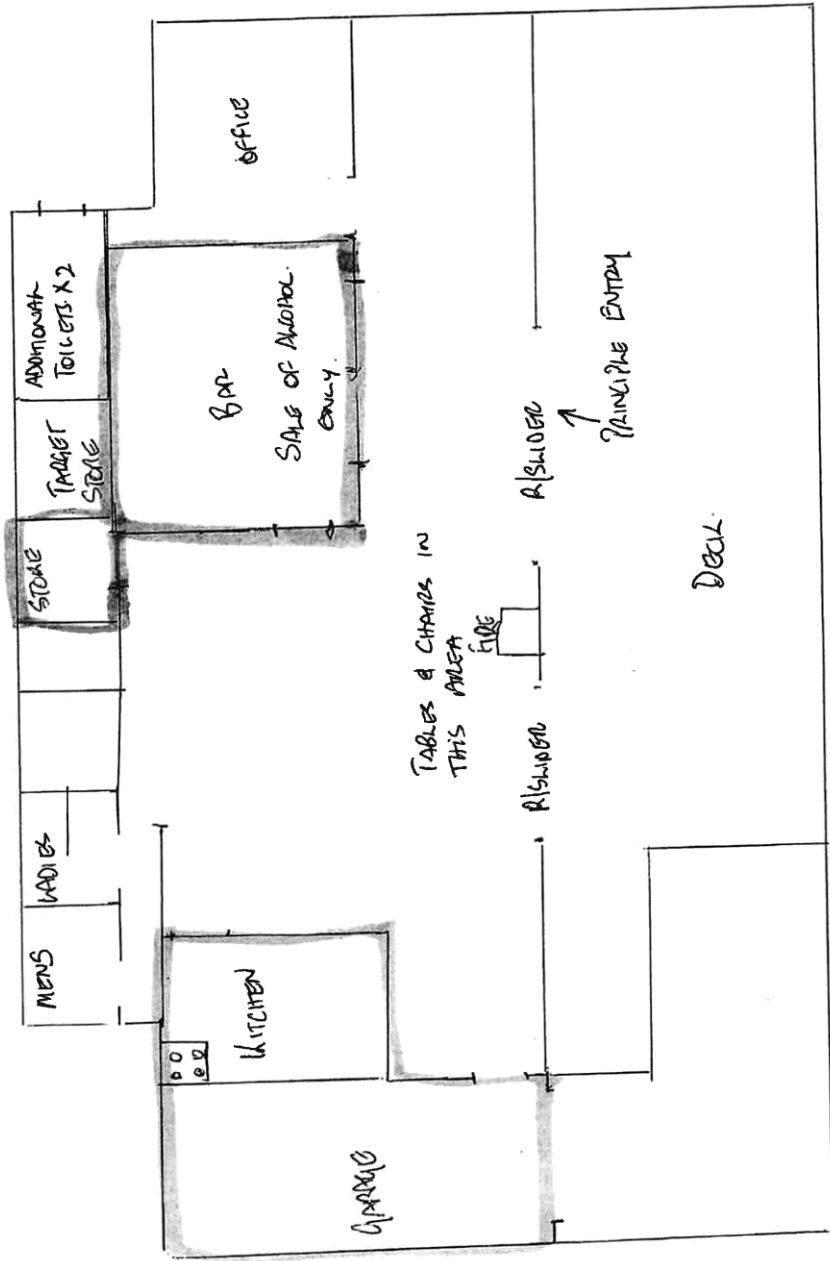 MENS
LADIES
STORE
TARGET
STORE
ADDITIONAL
TOILETS X2
KITCHEN
BAR
SALE OF ALCOHOL
ONLY.
OFFICE
GARAGE
TABLES & CHAIRS IN
THIS AREA
FIRE
R/SLIDER
R/SLIDER
PRINCIPLE ENTRY
DECK.